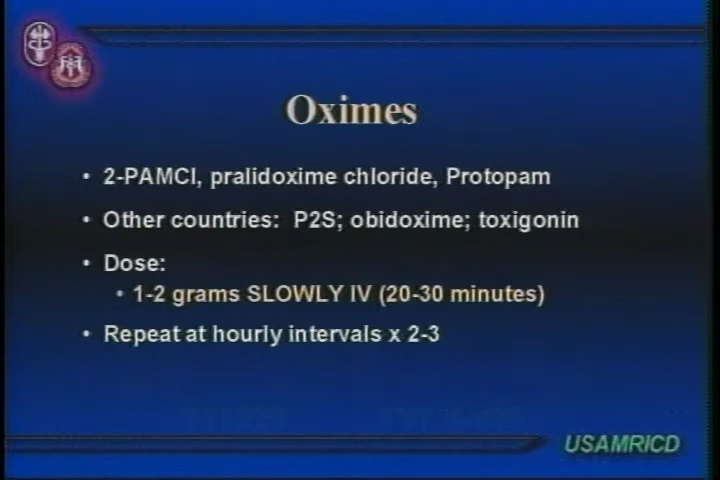 Oximes
• 2-PAMCl, pralidoxime chloride, Protopam
• Other countries: P2S; obidoxime; toxigonin
• Dose:
• 1-2 grams SLOWLY IV (20-30 minutes)
• Repeat at hourly intervals x 2-3
USAMRICD